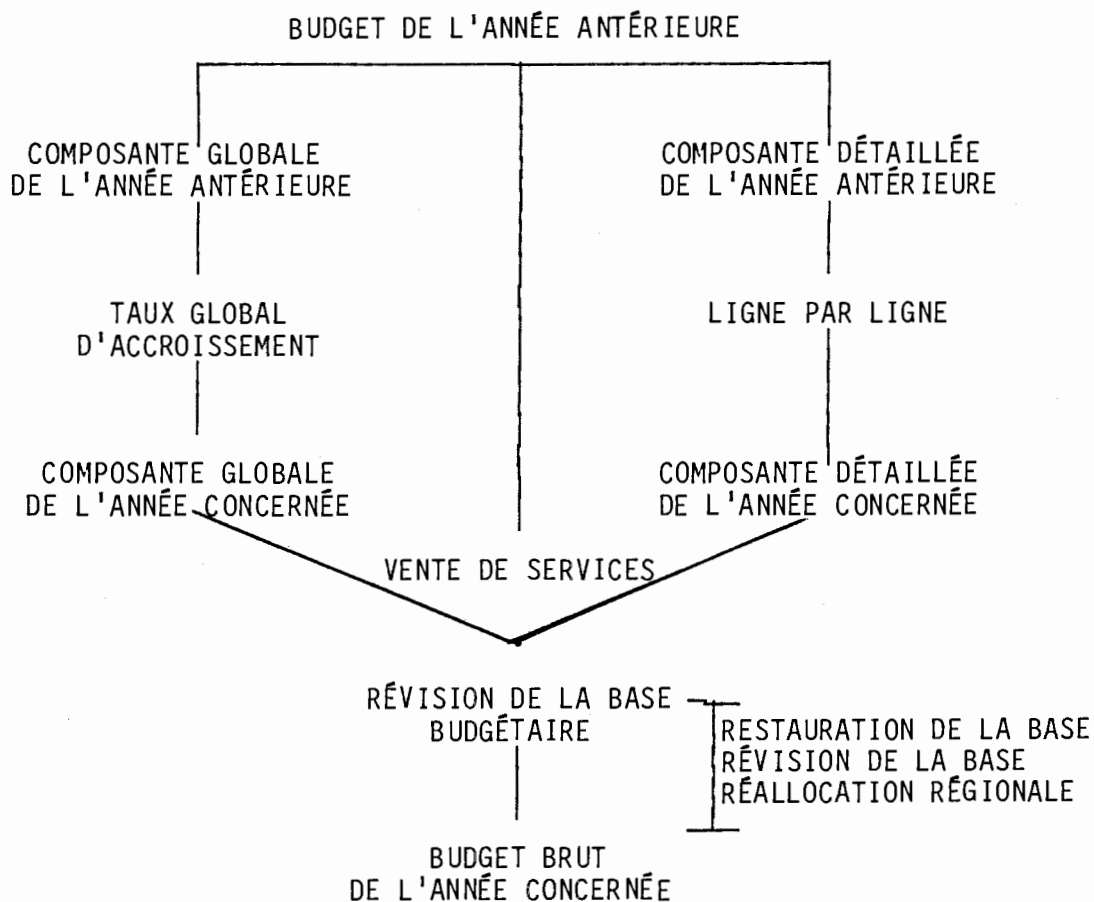 BUDGET DE L'ANNÉE ANTÉRIEURE
COMPOSANTE GLOBALE
DE L'ANNÉE ANTÉRIEURE
COMPOSANTE DÉTAILLÉE
DE L'ANNÉE ANTÉRIEURE
TAUX GLOBAL
D'ACCROISSEMENT
LIGNE PAR LIGNE
COMPOSANTE GLOBALE
DE L'ANNÉE CONCERNÉE
COMPOSANTE DÉTAILLÉE
DE L'ANNÉE CONCERNÉE
VENTE DE SERVICES
RÉVISION DE LA BASE
BUDGÉTAIRE
RESTAURATION DE LA BASE
RÉVISION DE LA BASE
RÉALLOCATION RÉGIONALE
BUDGET BRUT
DE L'ANNÉE CONCERNÉE